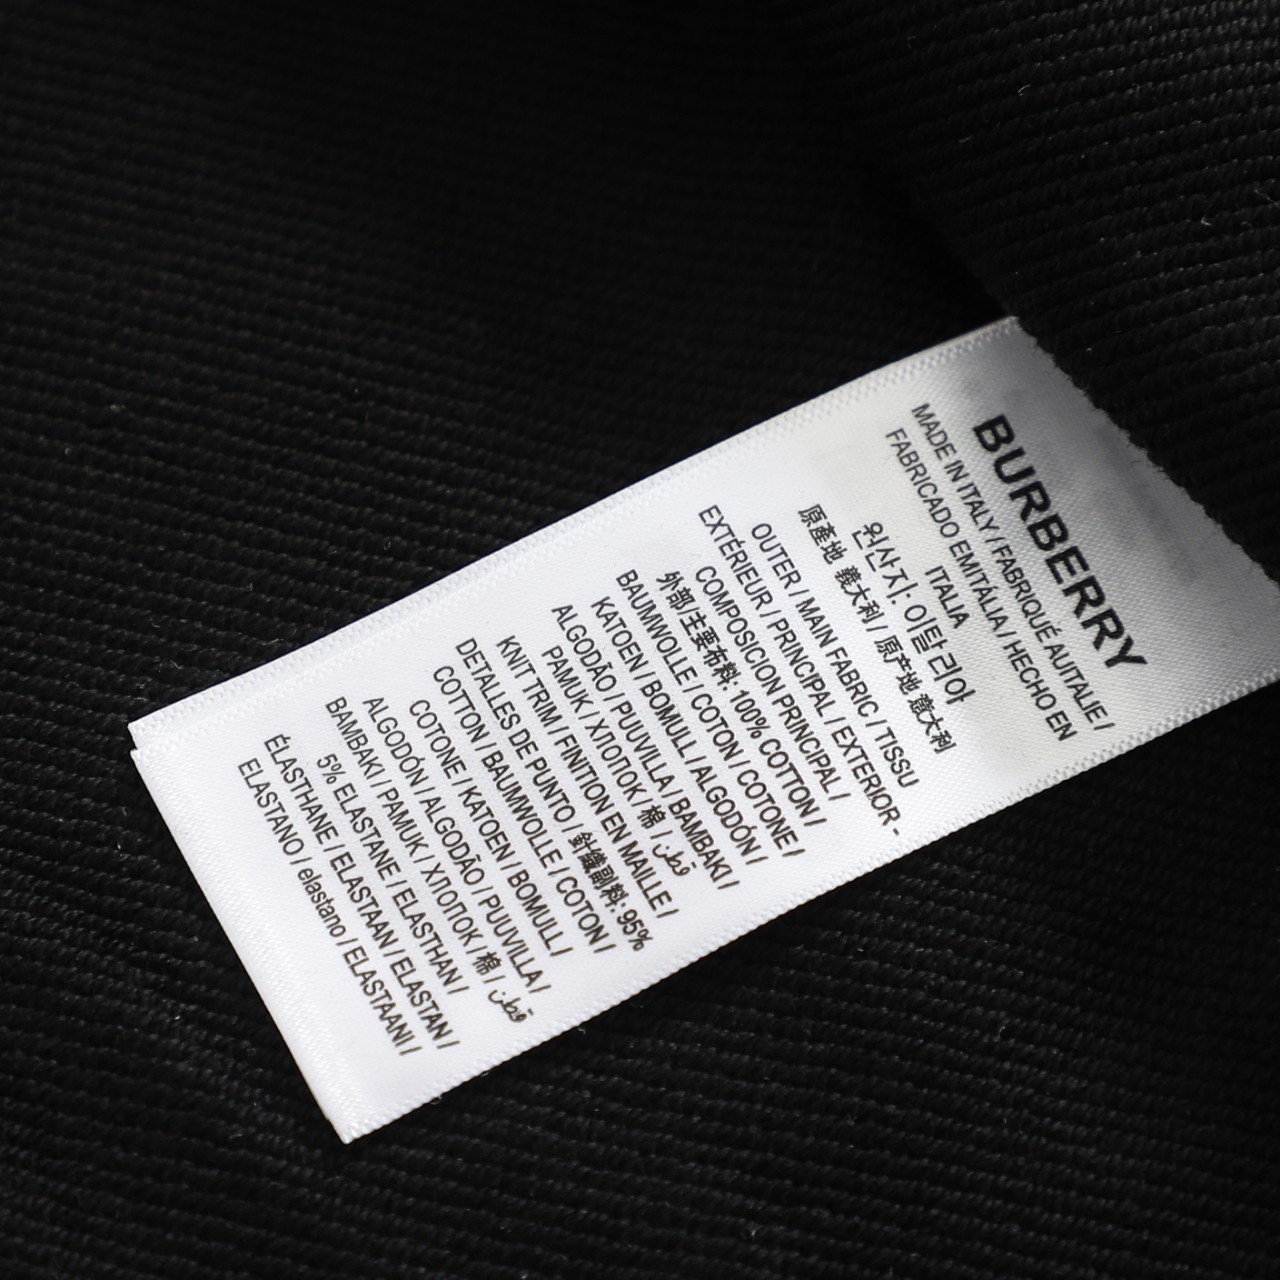 BURBERRY
MADE IN ITALY / FABRIQUÉ AUITALIE /
FABRICADO EMITÁLIA / HECHO EN
ITALIA
원산지: 이탈리아
原產地 義大利 / 原产地 意大利
OUTER / MAIN FABRIC / TISSU
EXTÉRIEUR / PRINCIPAL / EXTERIOR -
COMPOSICION PRINCIPAL /
外部/主要布料: 100% COTTON /
BAUMWOLLE / COTON / COTONE /
KATOEN / BOMULL / ALGODÓN /
ALGODÃO / PUUVILLA / BAMBAKI /
PAMUK / ХПОПОК / 棉 / قطن
KNIT TRIM / FINITION EN MAILLE /
DETALLES DE PUNTO / 針織副料: 95%
COTTON / BAUMWOLLE / COTON /
COTONE / KATOEN / BOMULL /
ALGODÓN / ALGODÃO / PUUVILLA /
BAMBAKI / PAMUK / ХПОПОК / 棉 / قطن
5% ELASTANE / ELASTHAN /
ÉLASTHANE / ELASTAAN / ELASTAN /
ELASTANO / elastano / ELASTAANI /